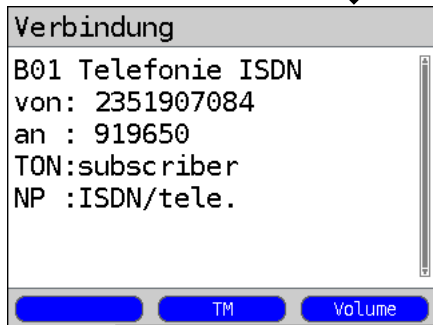 Verbindung
B01 Telefonie ISDN
von: 2351907084
an : 919650
TON:subscriber
NP :ISDN/tele.
TM
Volume